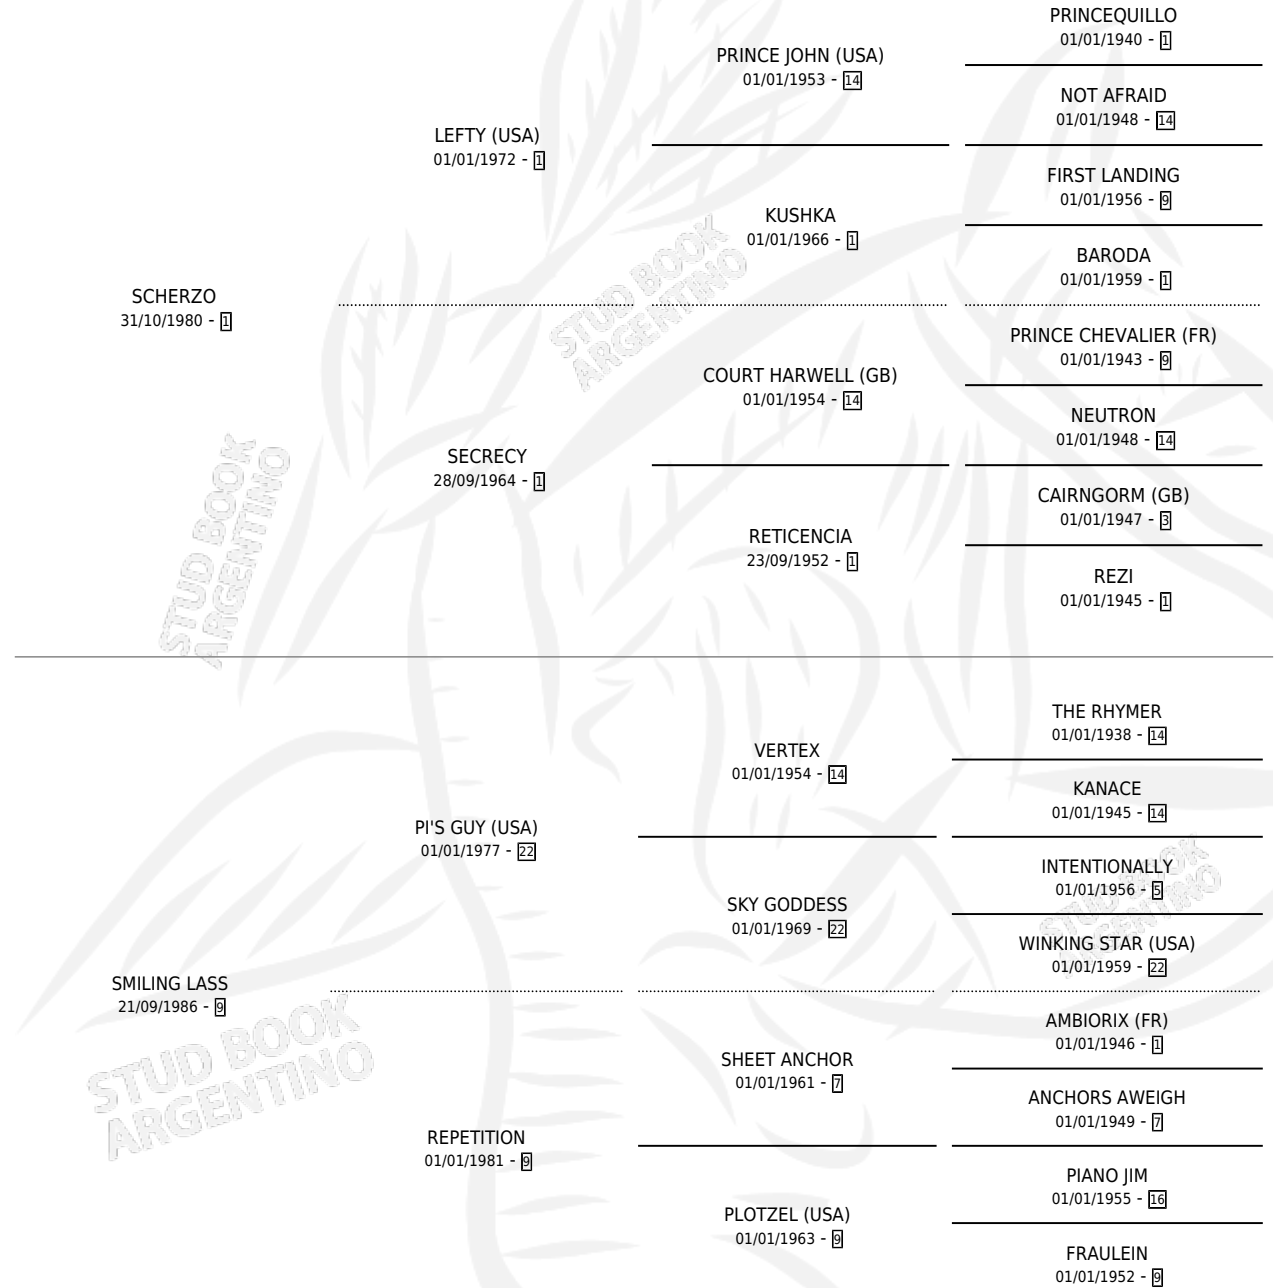 PRINCEQUILLO
01/01/1940 - 1
PRINCE JOHN (USA)
01/01/1953 - 14
NOT AFRAID
01/01/1948 - 14
LEFTY (USA)
01/01/1972 - 1
FIRST LANDING
01/01/1956 - 9
KUSHKA
01/01/1966 - 1
BARODA
01/01/1959 - 1
SCHERZO
31/10/1980 - 1
STUD BOOK
ARGENTINO
PRINCE CHEVALIER (FR)
01/01/1943 - 9
COURT HARWELL (GB)
01/01/1954 - 14
NEUTRON
01/01/1948 - 14
SECRECY
28/09/1964 - 1
CAIRNGORM (GB)
01/01/1947 - 3
RETICENCIA
23/09/1952 - 1
REZI
01/01/1945 - 1
STUD BOOK
ARGENTINO
THE RHYMER
01/01/1938 - 14
VERTEX
01/01/1954 - 14
KANACE
01/01/1945 - 14
PI'S GUY (USA)
01/01/1977 - 22
INTENTIONALLY
01/01/1956 - 5
SKY GODDESS
01/01/1969 - 22
STUD BOOK
ARGENTINO
WINKING STAR (USA)
01/01/1959 - 22
SMILING LASS
21/09/1986 - 9
AMBIORIX (FR)
01/01/1946 - 1
SHEET ANCHOR
01/01/1961 - 7
STUD BOOK
ARGENTINO
ANCHORS AWEIGH
01/01/1949 - 7
REPETITION
01/01/1981 - 9
PIANO JIM
01/01/1955 - 16
PLOTZEL (USA)
01/01/1963 - 9
FRAULEIN
01/01/1952 - 9